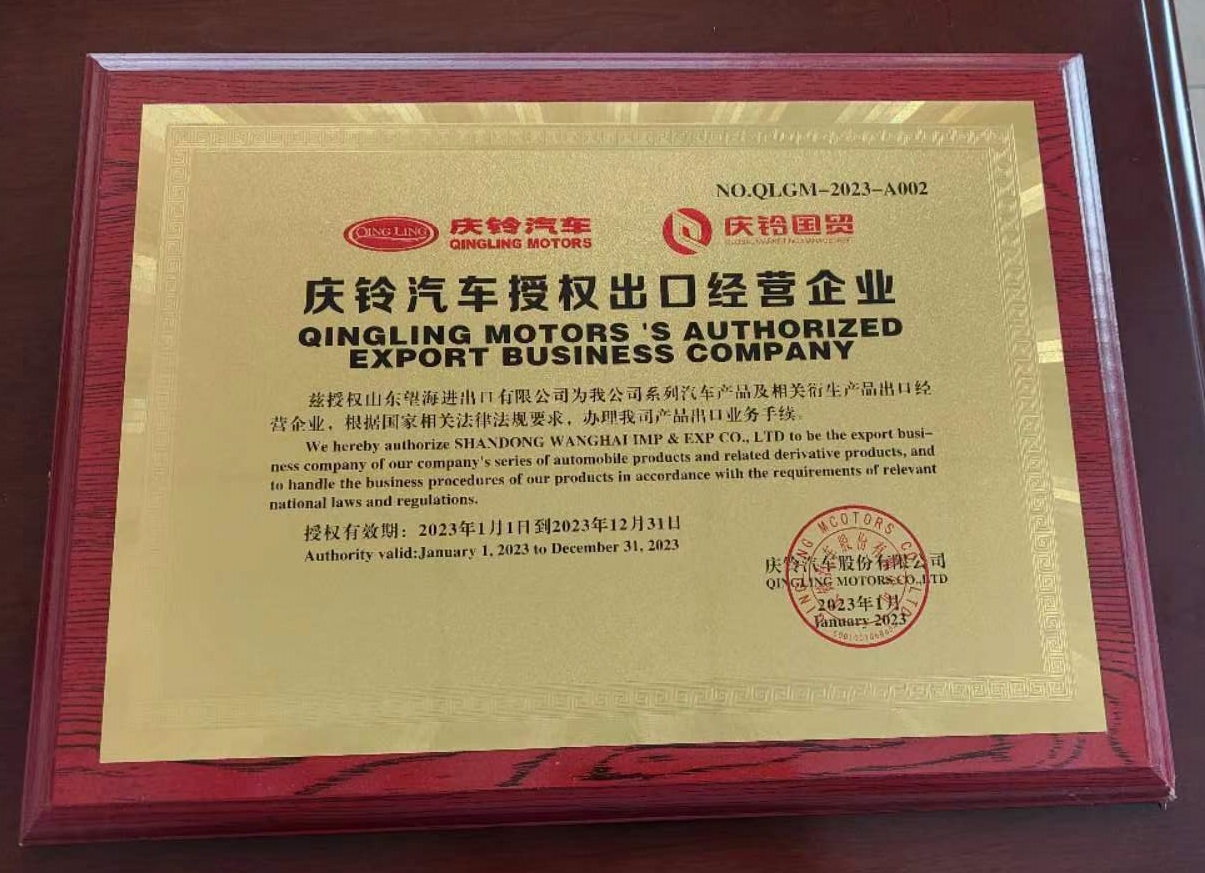 NO.QLGM-2023-A002
QING LING 庆铃汽车 QINGLING MOTORS
庆铃国贸
庆铃汽车授权出口经营企业
QINGLING MOTORS 'S AUTHORIZED
EXPORT BUSINESS COMPANY
兹授权山东望海进出口有限公司为我公司系列汽车产品及相关衍生产品出口经
营企业，根据国家相关法律法规要求，办理我司产品出口业务手续。
We hereby authorize SHANDONG WANGHAI IMP & EXP CO., LTD to be the export busi-
ness company of our company's series of automobile products and related derivative products, and
to handle the business procedures of our products in accordance with the requirements of relevant
national laws and regulations.
授权有效期：2023年1月1日到2023年12月31日
Authority valid:January 1, 2023 to December 31, 2023
庆铃汽车股份有限公司
QINGLING MOTORS CO.,LTD
2023年1月
January 2023